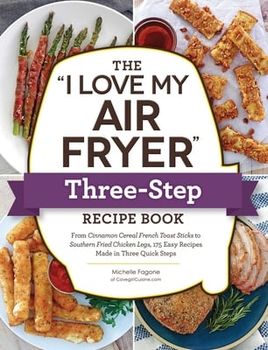 THE
"I LOVE MY
AIR
FRYER"
Three-Step
RECIPE BOOK
From Cinnamon Cereal French Toast Sticks to
Southern Fried Chicken Legs, 175 Easy Recipes
Made in Three Quick Steps
Michelle Fagone
of CavegirlCuisine.com